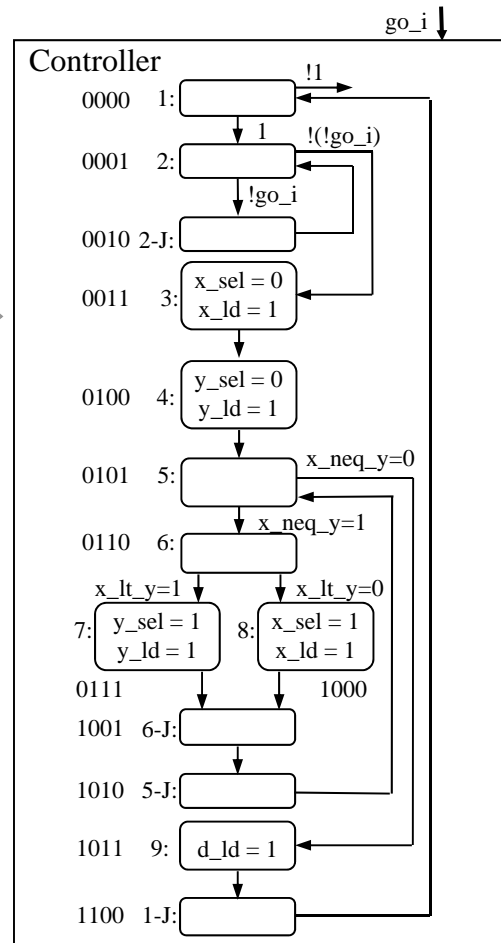 go_i
Controller
!1
0000 1:
1
!(!go_i)
0001 2:
!go_i
0010 2-J:
x_sel = 0
0011 3:
x_ld = 1
y_sel = 0
0100 4:
y_ld = 1
x_neq_y=0
0101 5:
x_neq_y=1
0110 6:
x_lt_y=1 x_lt_y=0
7: y_sel = 1 8: x_sel = 1
y_ld = 1 x_ld = 1
0111 1000
1001 6-J:
1010 5-J:
1011 9: d_ld = 1
1100 1-J: